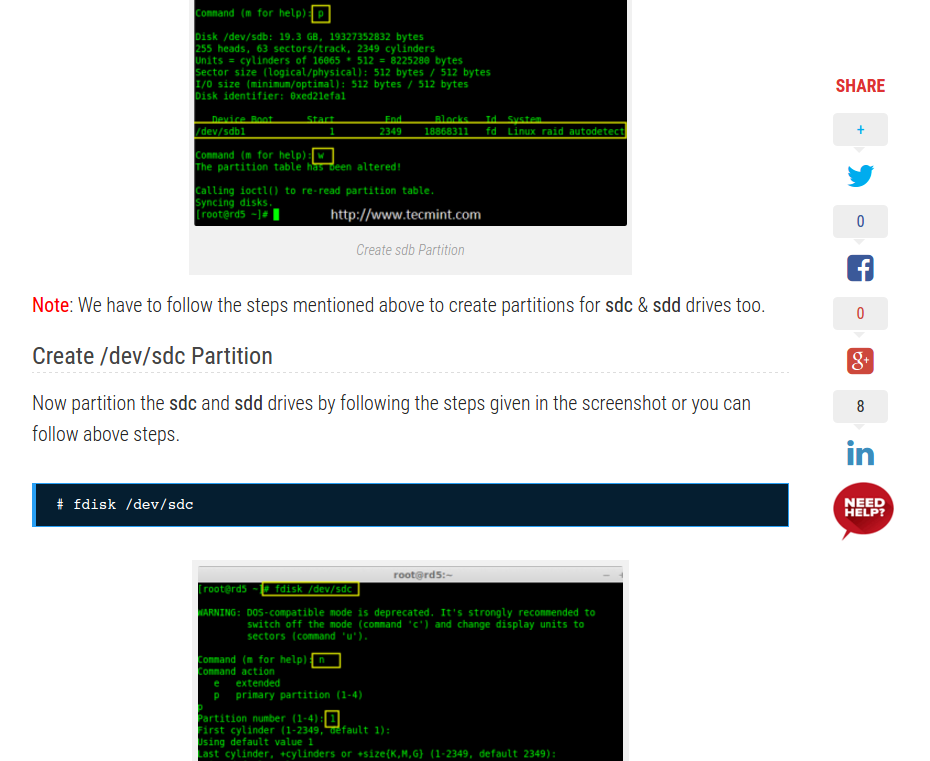 Command (m for help): p
Disk /dev/sdb: 19.3 GB, 19327352832 bytes
255 heads, 63 sectors/track, 2349 cylinders
Units = cylinders of 16065 * 512 = 8225280 bytes
Sector size (logical/physical): 512 bytes / 512 bytes
I/O size (minimum/optimal): 512 bytes / 512 bytes
Disk identifier: 0xed21efa1
Device Boot Start End Blocks Id System
/dev/sdb1 1 2349 18868311 fd Linux raid autodetect
Command (m for help): w
The partition table has been altered!
Calling ioctl() to re-read partition table.
Syncing disks.
[root@rd5 ~]#
http://www.tecmint.com
Create sdb Partition
Note: We have to follow the steps mentioned above to create partitions for sdc & sdd drives too.
Create /dev/sdc Partition
Now partition the sdc and sdd drives by following the steps given in the screenshot or you can
follow above steps.
# fdisk /dev/sdc
root@rd5:~
[root@rd5 ~]# fdisk /dev/sdc
WARNING: DOS-compatible mode is deprecated. It's strongly recommended to
switch off the mode (command 'c') and change display units to
sectors (command 'u').
Command (m for help): n
Command action
e extended
p primary partition (1-4)
p
Partition number (1-4): 1
First cylinder (1-2349, default 1):
Using default value 1
Last cylinder, +cylinders or +size{K,M,G} (1-2349, default 2349):
SHARE
+
0
0
g+
8
in
NEED
HELP?